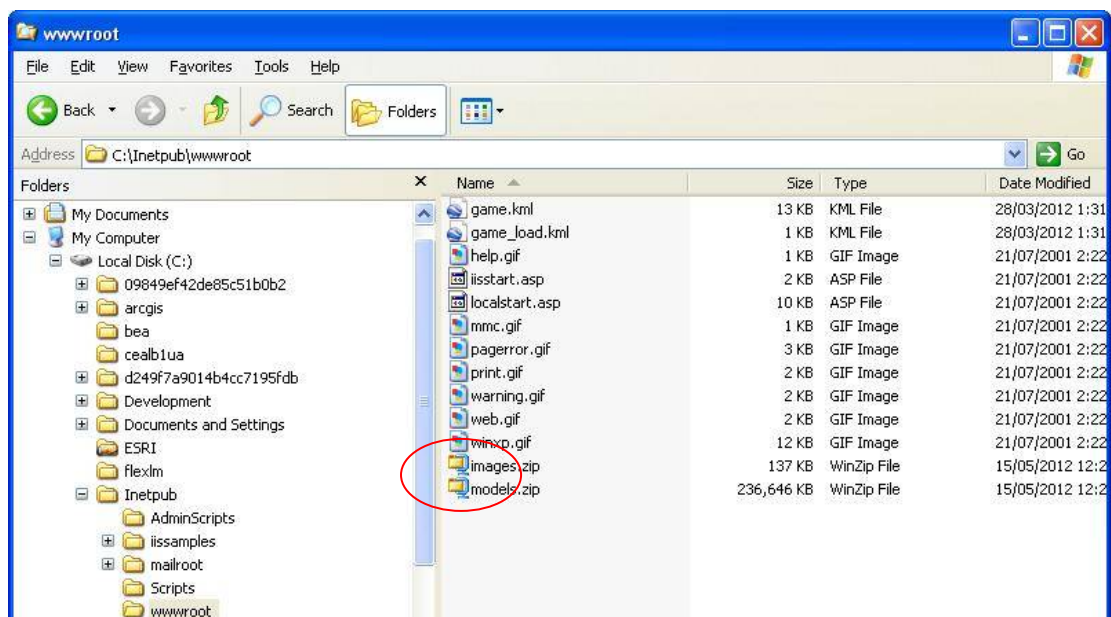 wwwroot
File Edit View Favorites Tools Help
Back Search Folders
Address C:\Inetpub\wwwroot Go
Folders
My Documents
My Computer
Local Disk (C:)
09849ef42de85c51b0b2
arcgis
bea
cealb1ua
d249f7a9014b4cc7195fdb
Development
Documents and Settings
ESRI
flexlm
Inetpub
AdminScripts
iissamples
mailroot
Scripts
wwwroot
Name Size Type Date Modified
game.kml 13 KB KML File 28/03/2012 1:31
game_load.kml 1 KB KML File 28/03/2012 1:31
help.gif 1 KB GIF Image 21/07/2001 2:22
iisstart.asp 2 KB ASP File 21/07/2001 2:22
localstart.asp 10 KB ASP File 21/07/2001 2:22
mmc.gif 1 KB GIF Image 21/07/2001 2:22
pagerror.gif 3 KB GIF Image 21/07/2001 2:22
print.gif 2 KB GIF Image 21/07/2001 2:22
warning.gif 2 KB GIF Image 21/07/2001 2:22
web.gif 2 KB GIF Image 21/07/2001 2:22
winxp.gif 12 KB GIF Image 21/07/2001 2:22
images.zip 137 KB WinZip File 15/05/2012 12:2
models.zip 236,646 KB WinZip File 15/05/2012 12:2